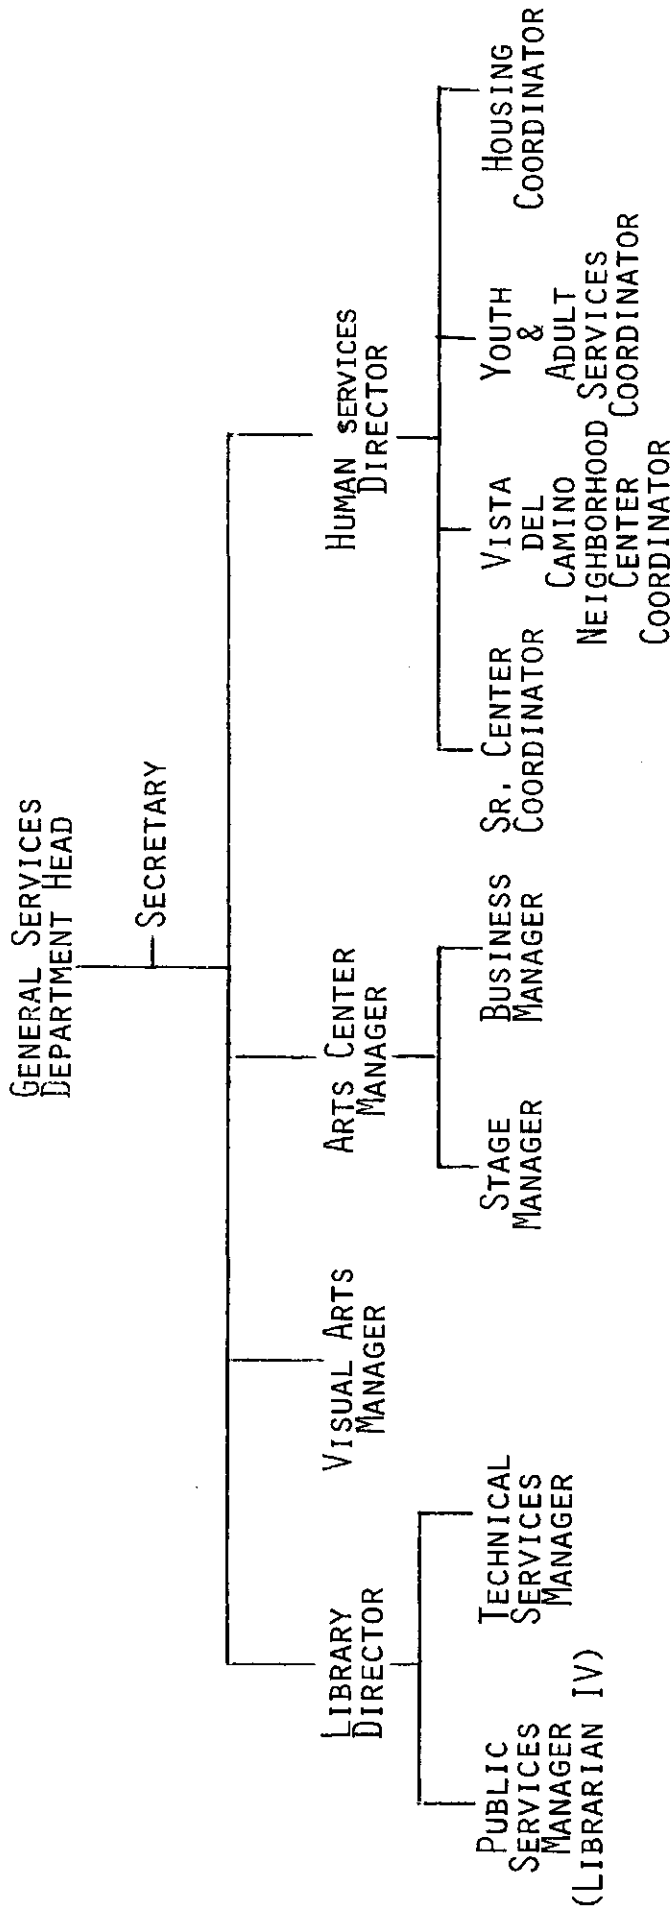 GENERAL SERVICES
DEPARTMENT HEAD
SECRETARY
LIBRARY
DIRECTOR
VISUAL ARTS
MANAGER
ARTS CENTER
MANAGER
HUMAN SERVICES
DIRECTOR
PUBLIC
SERVICES
MANAGER
(LIBRARIAN IV)
TECHNICAL
SERVICES
MANAGER
STAGE
MANAGER
BUSINESS
MANAGER
SR. CENTER
COORDINATOR
VISTA
DEL
CAMINO
NEIGHBORHOOD
CENTER
COORDINATOR
YOUTH
&
ADULT
SERVICES
COORDINATOR
HOUSING
COORDINATOR